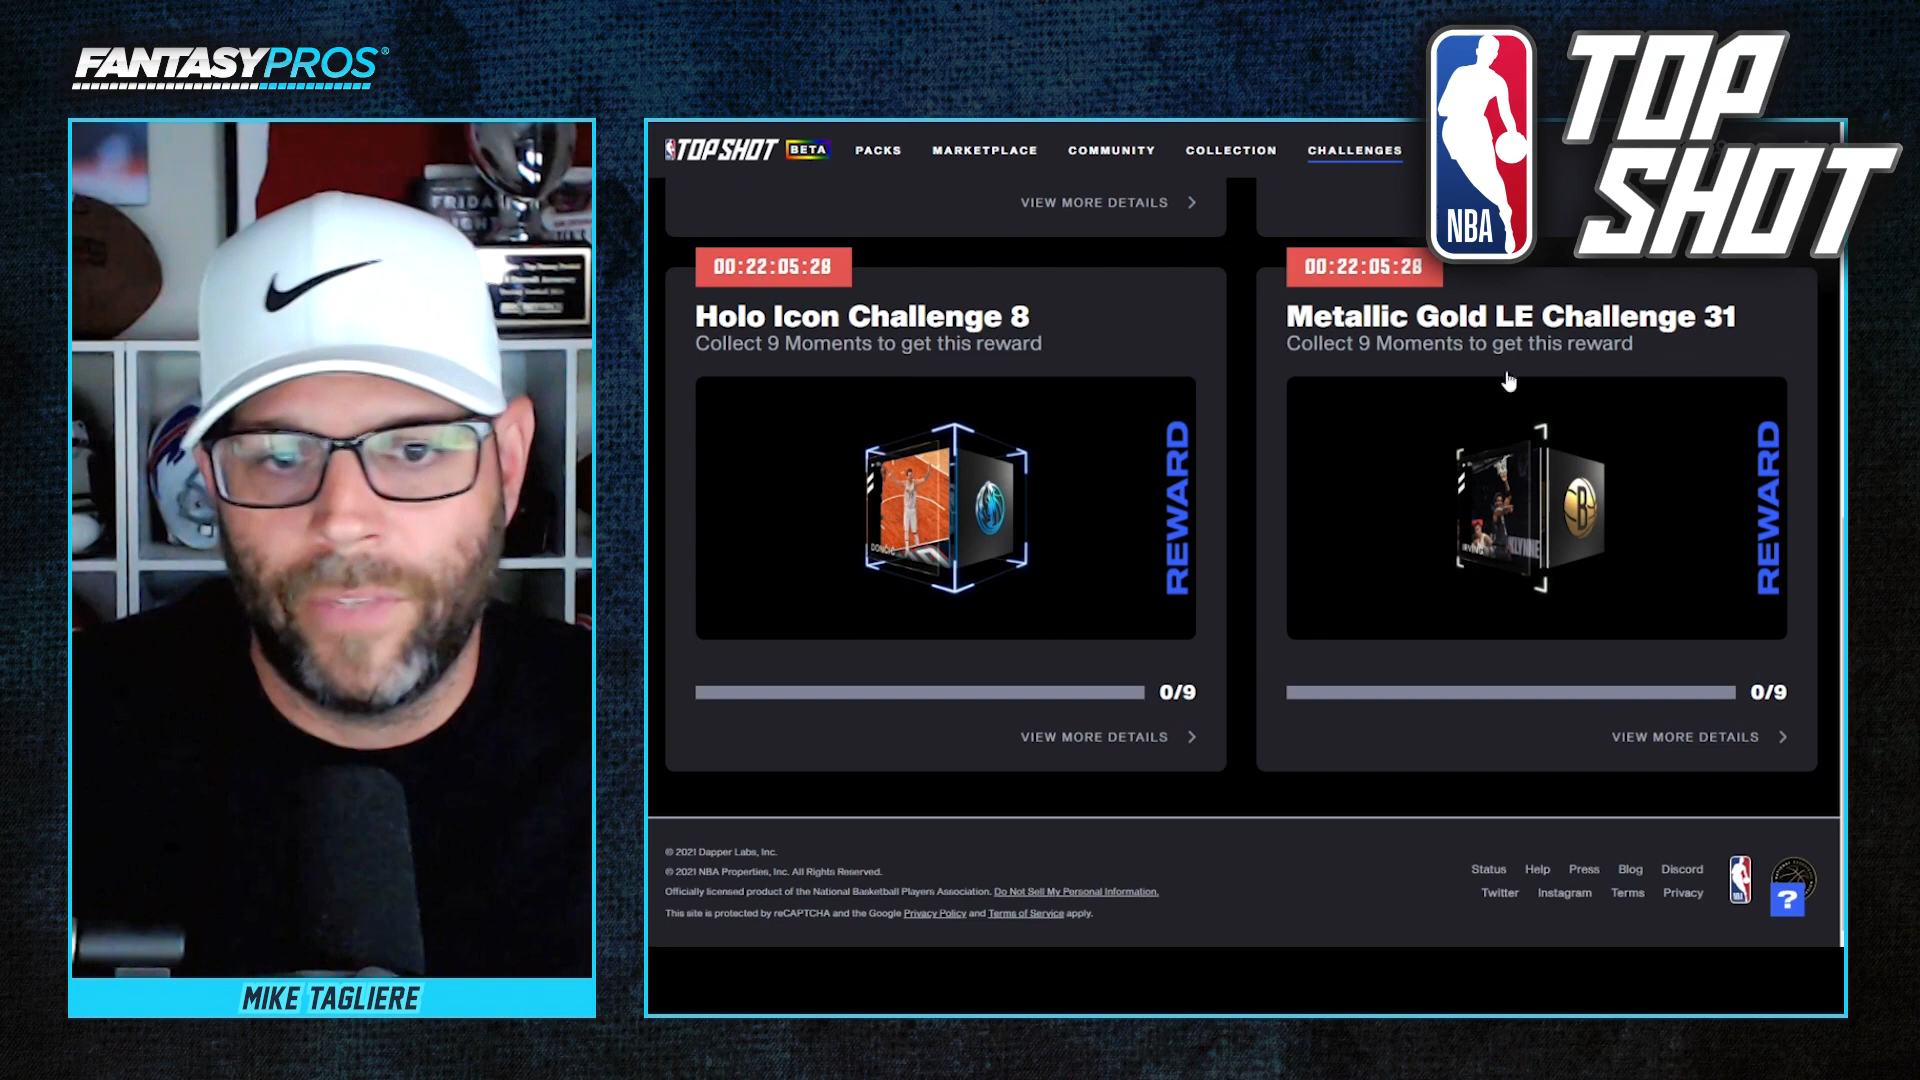 FANTASYPROS®
TOP SHOT
NBA
TOP SHOT BETA PACKS MARKETPLACE COMMUNITY COLLECTION CHALLENGES
VIEW MORE DETAILS
00:22:05:28
Holo Icon Challenge 8
Collect 9 Moments to get this reward
DONČIĆ
REWARD
0/9
VIEW MORE DETAILS
00:22:05:28
Metallic Gold LE Challenge 31
Collect 9 Moments to get this reward
IRVING
B
REWARD
0/9
VIEW MORE DETAILS
© 2021 Dapper Labs, Inc.
© 2021 NBA Properties, Inc. All Rights Reserved.
Officially licensed product of the National Basketball Players Association. Do Not Sell My Personal Information.
This site is protected by reCAPTCHA and the Google Privacy Policy and Terms of Service apply.
Status Help Press Blog Discord
Twitter Instagram Terms Privacy
?
MIKE TAGLIERE